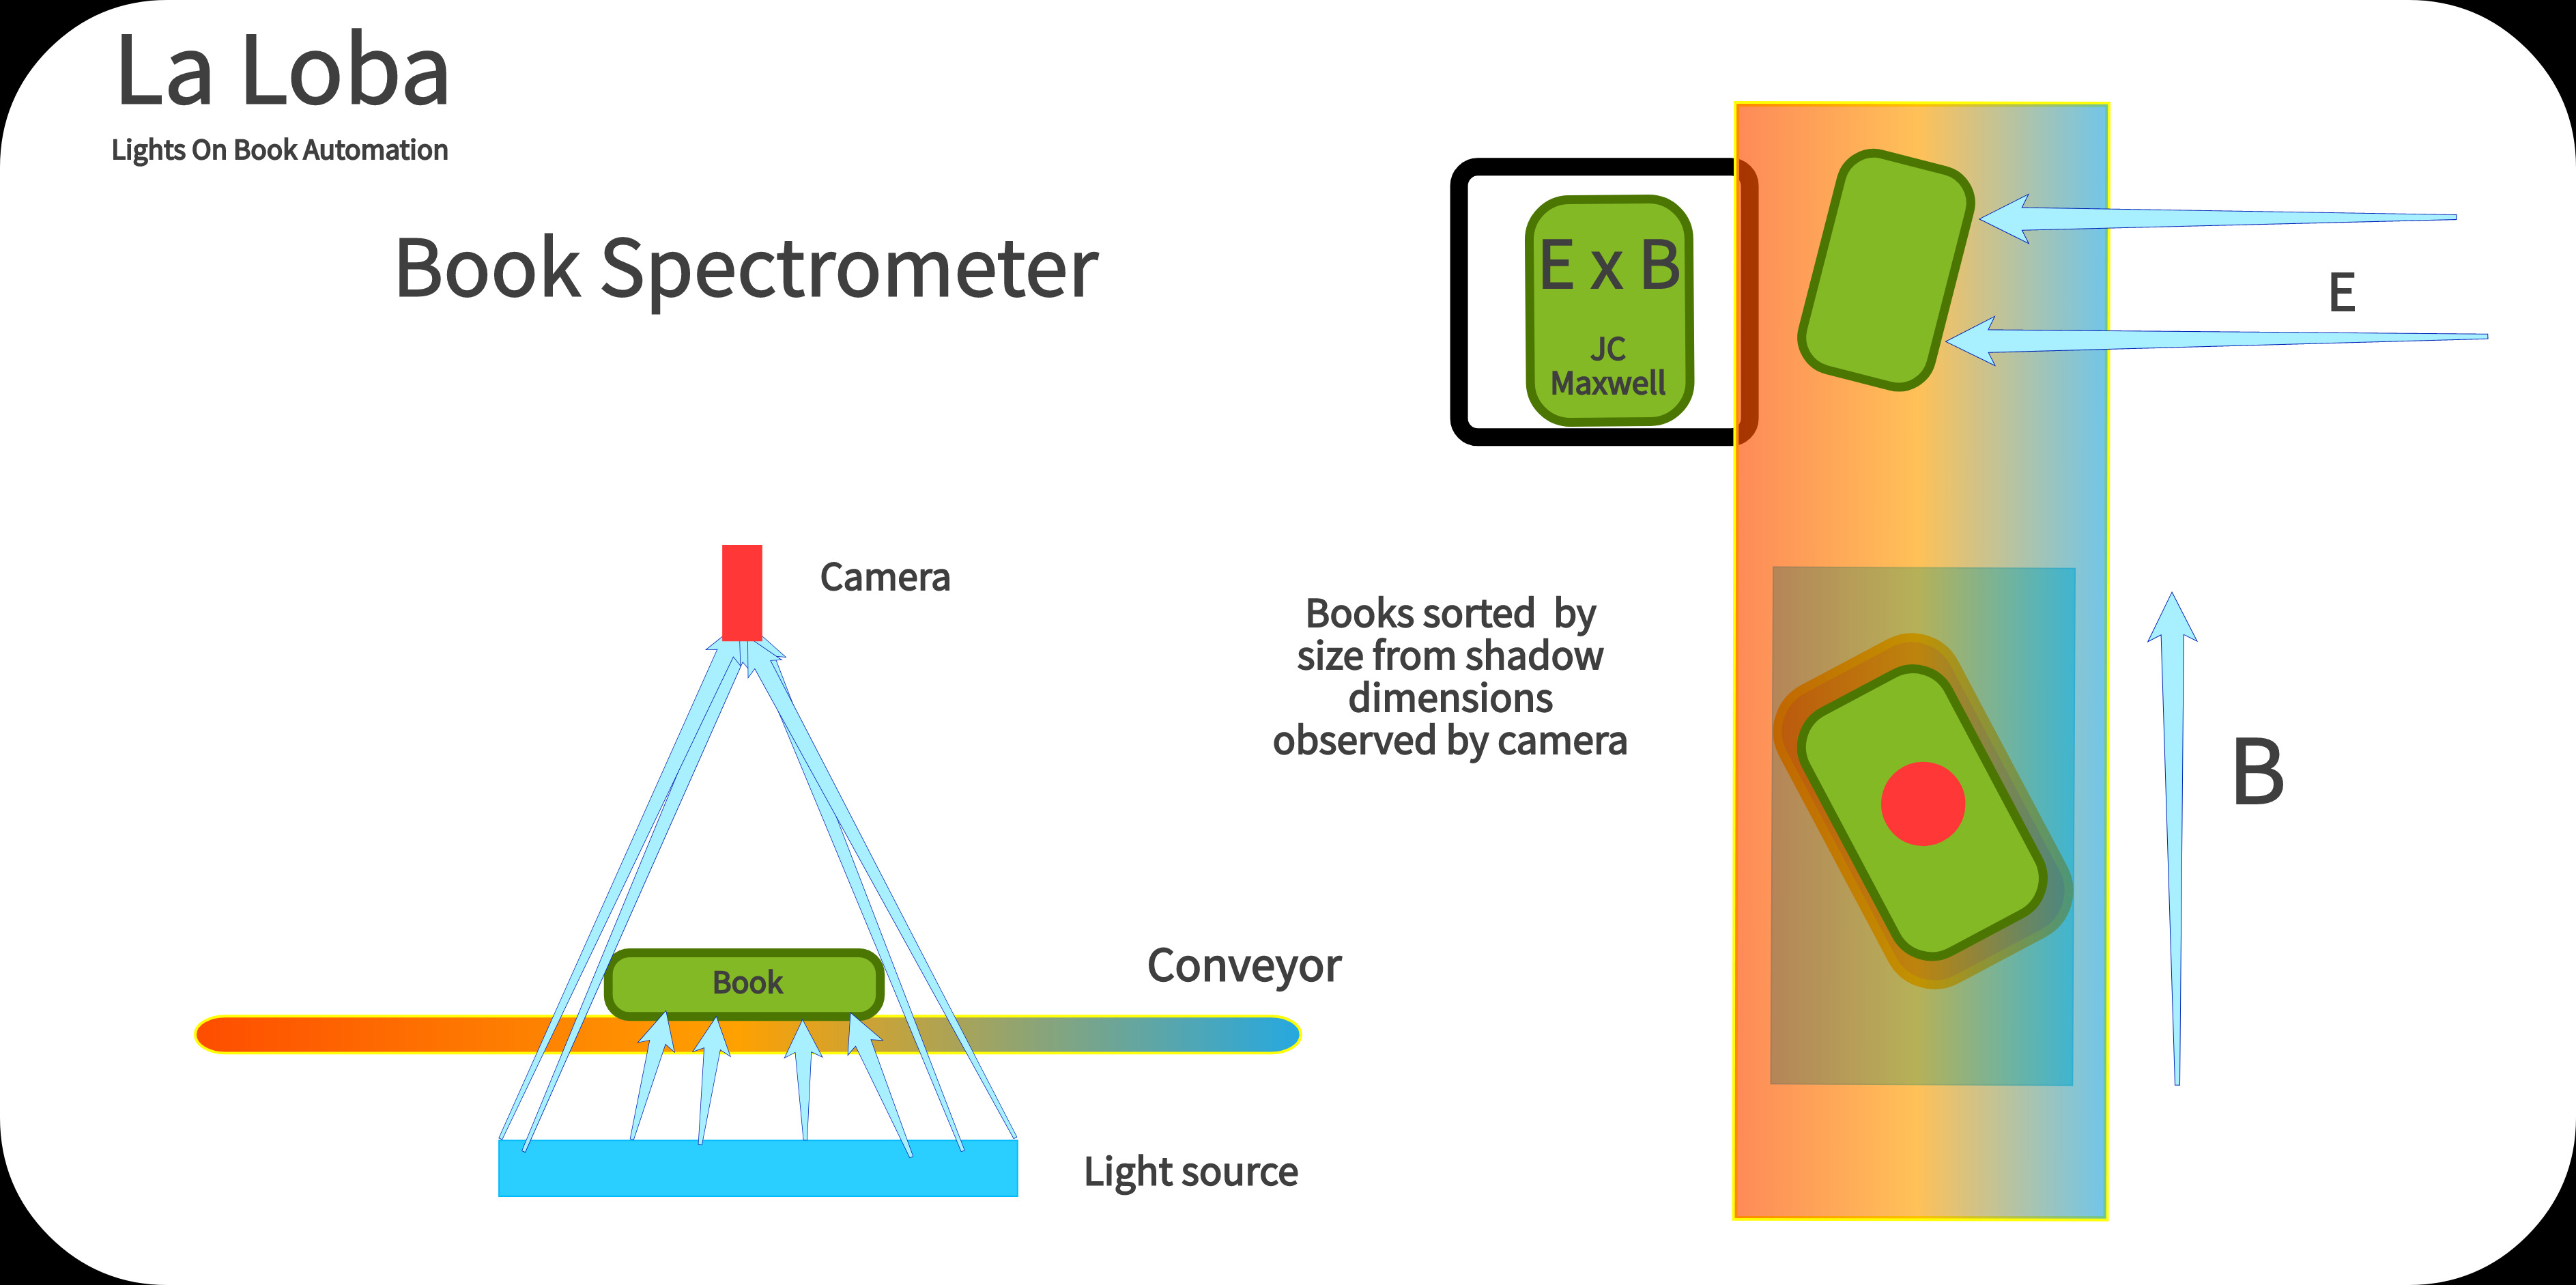 La Loba
Lights On Book Automation
Book Spectrometer
Camera
Book
Conveyor
Light source
Books sorted by
size from shadow
dimensions
observed by camera
E x B
JC
Maxwell
E
B